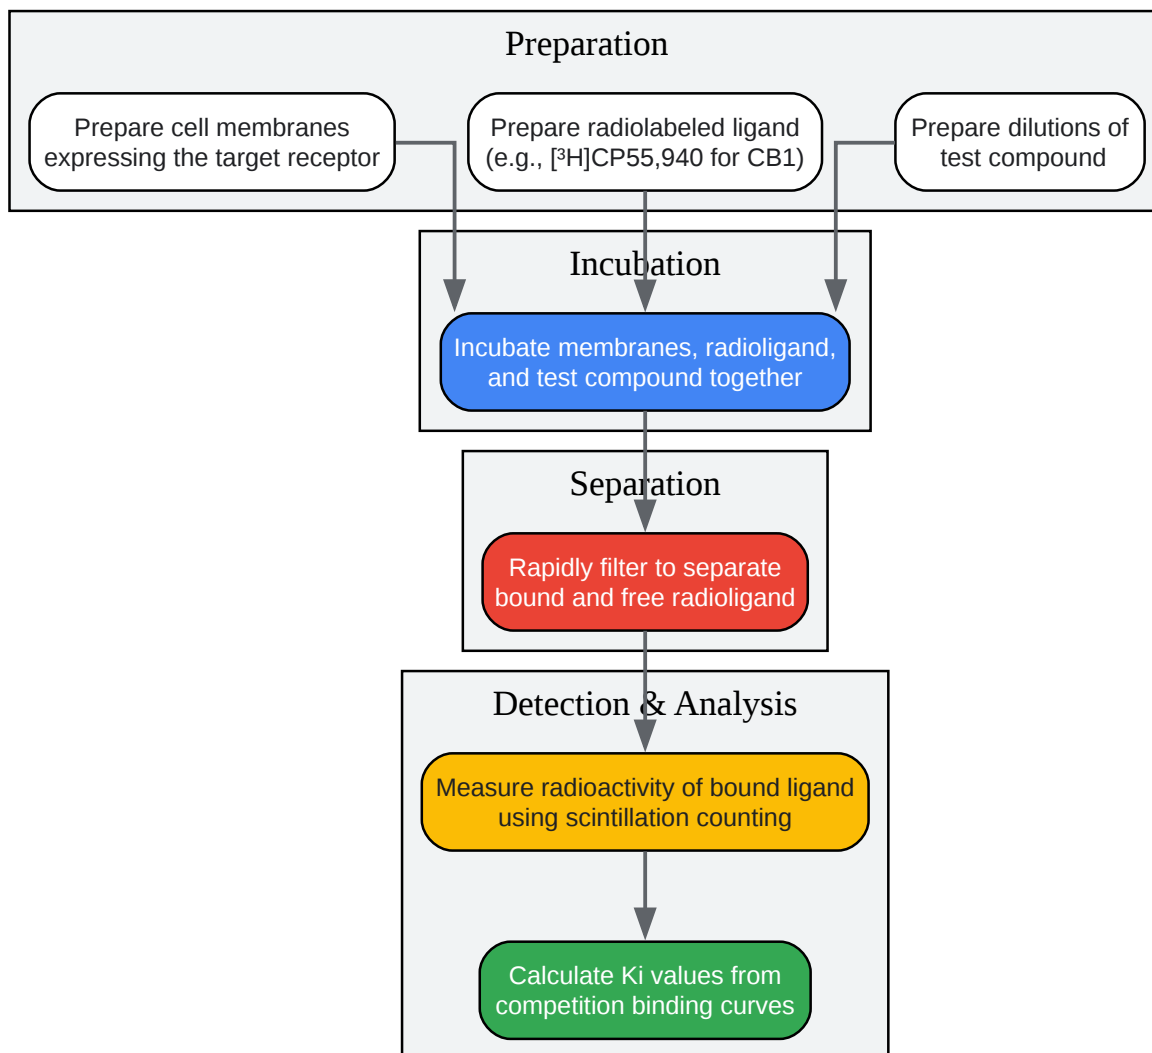 Preparation
Prepare cell membranes
expressing the target receptor
Prepare radiolabeled ligand
(e.g., [³H]CP55,940 for CB1)
Prepare dilutions of
test compound
Incubation
Incubate membranes, radioligand,
and test compound together
Separation
Rapidly filter to separate
bound and free radioligand
Detection & Analysis
Measure radioactivity of bound ligand
using scintillation counting
Calculate Ki values from
competition binding curves